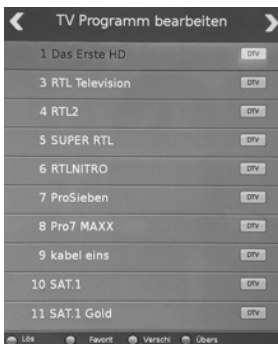 TV Programm bearbeiten
1 Das Erste HD DTV
3 RTL Television DTV
4 RTL2 DTV
5 SUPER RTL DTV
6 RTLNITRO DTV
7 ProSieben DTV
8 Pro7 MAXX DTV
9 kabel eins DTV
10 SAT.1 DTV
11 SAT.1 Gold DTV
Lös Favorit Verschi Übers